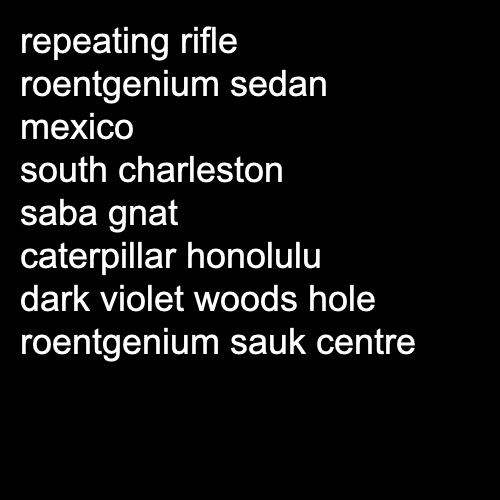 repeating rifle
roentgenium sedan
mexico
south charleston
saba gnat
caterpillar honolulu
dark violet woods hole
roentgenium sauk centre